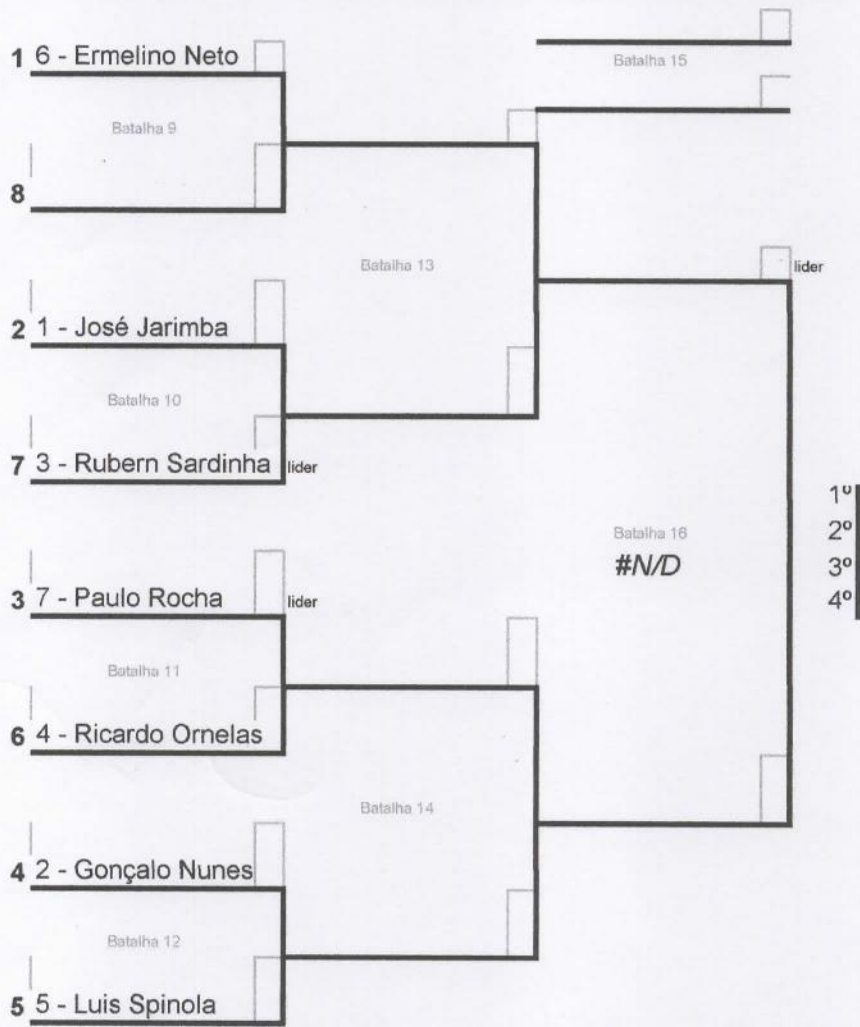 1 6 - Ermelino Neto
Batalha 9
8
2 1 - José Jarimba
Batalha 10
7 3 - Rubern Sardinha lider
3 7 - Paulo Rocha lider
Batalha 11
6 4 - Ricardo Ornelas
4 2 - Gonçalo Nunes
Batalha 12
5 5 - Luis Spinola
Batalha 13
Batalha 14
Batalha 15
lider
Batalha 16
#N/D
1º
2º
3º
4º